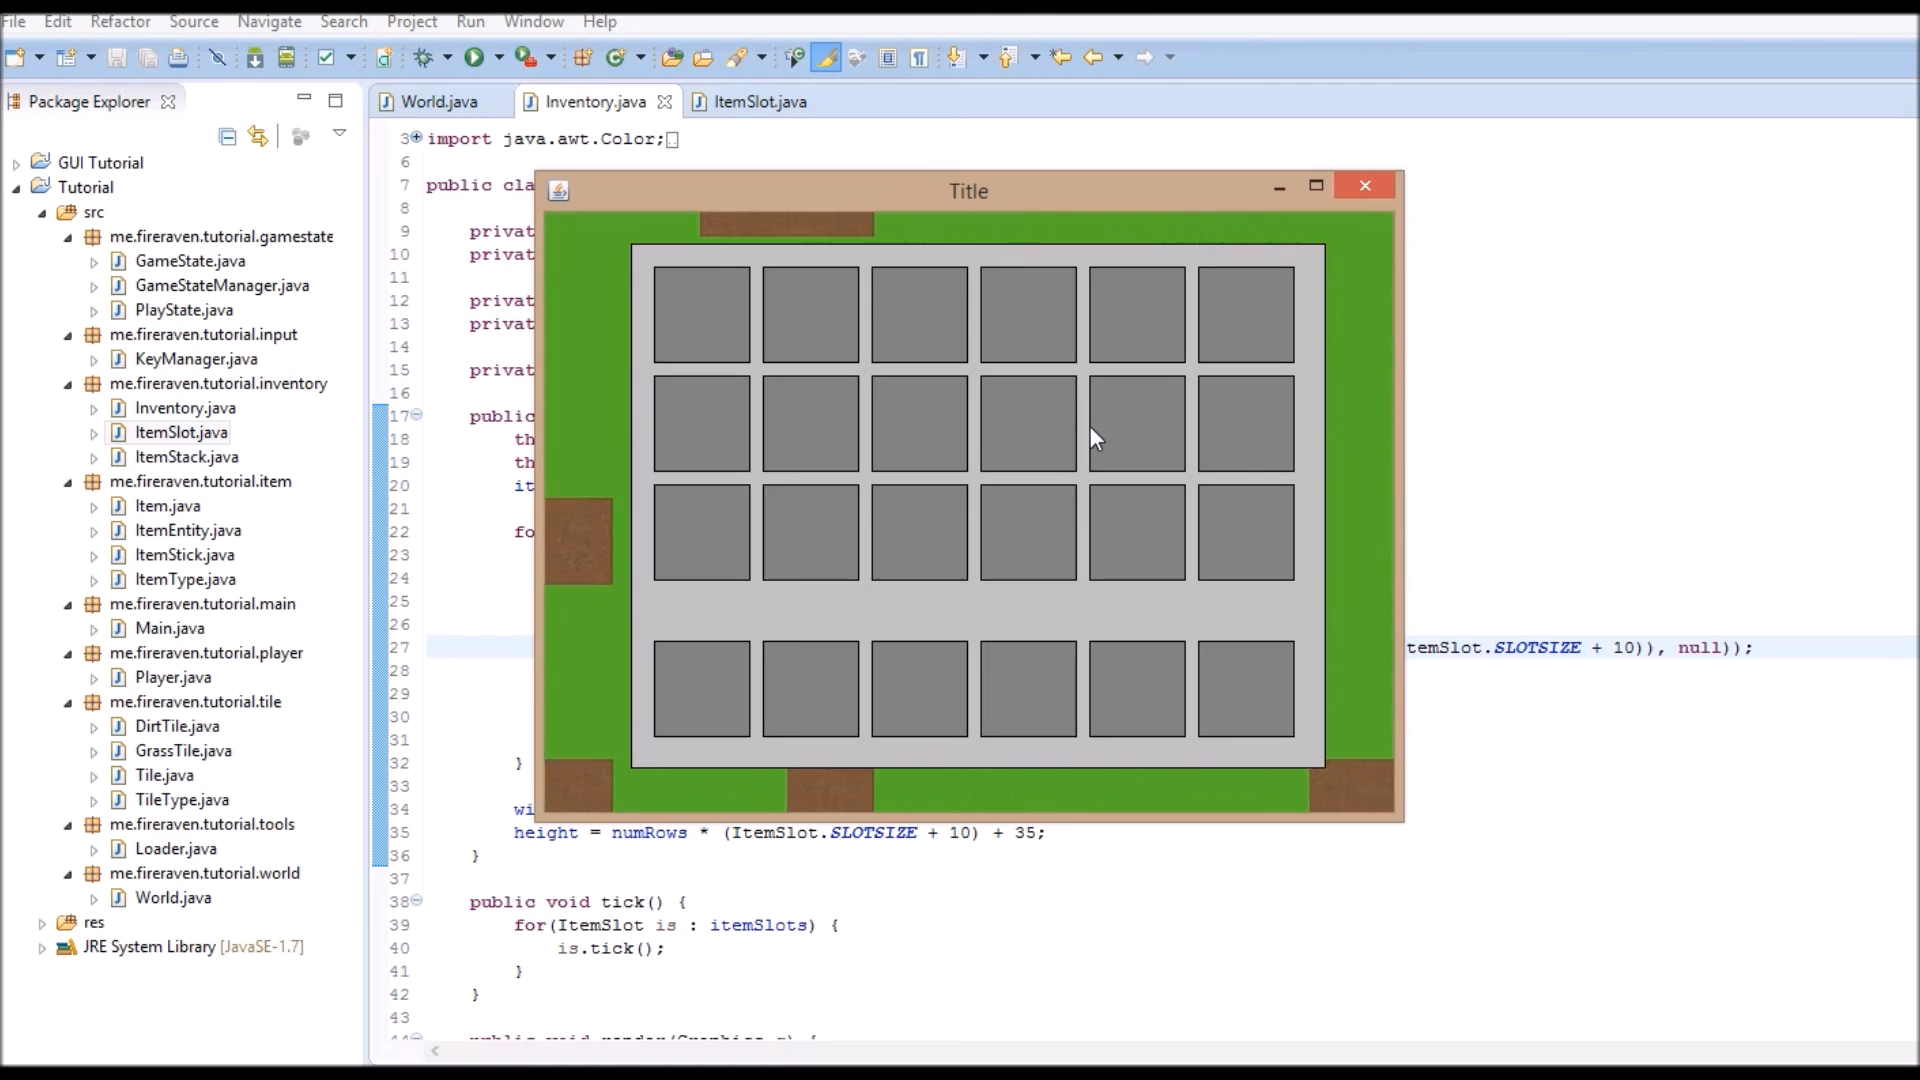 File Edit Refactor Source Navigate Search Project Run Window Help
Package Explorer
World.java
Inventory.java
ItemSlot.java
GUI Tutorial
Tutorial
src
me.fireraven.tutorial.gamestate
GameState.java
GameStateManager.java
PlayState.java
me.fireraven.tutorial.input
KeyManager.java
me.fireraven.tutorial.inventory
Inventory.java
ItemSlot.java
ItemStack.java
me.fireraven.tutorial.item
Item.java
ItemEntity.java
ItemStick.java
ItemType.java
me.fireraven.tutorial.main
Main.java
me.fireraven.tutorial.player
Player.java
me.fireraven.tutorial.tile
DirtTile.java
GrassTile.java
Tile.java
TileType.java
me.fireraven.tutorial.tools
Loader.java
me.fireraven.tutorial.world
World.java
res
JRE System Library [JavaSE-1.7]
3 import java.awt.Color;
6
7 public cla
8
9 privat
10 privat
11
12 privat
13 privat
14
15 privat
16
17 public
18 th
19 th
20 it
21
22 fo
23
24
25
26
27 temSlot.SLOTSIZE + 10)), null));
28
29
30
31
32 }
33
34 wi
35 height = numRows * (ItemSlot.SLOTSIZE + 10) + 35;
36 }
37
38 public void tick() {
39 for(ItemSlot is : itemSlots) {
40 is.tick();
41 }
42 }
43
44 public void render(Graphics g) {
Title